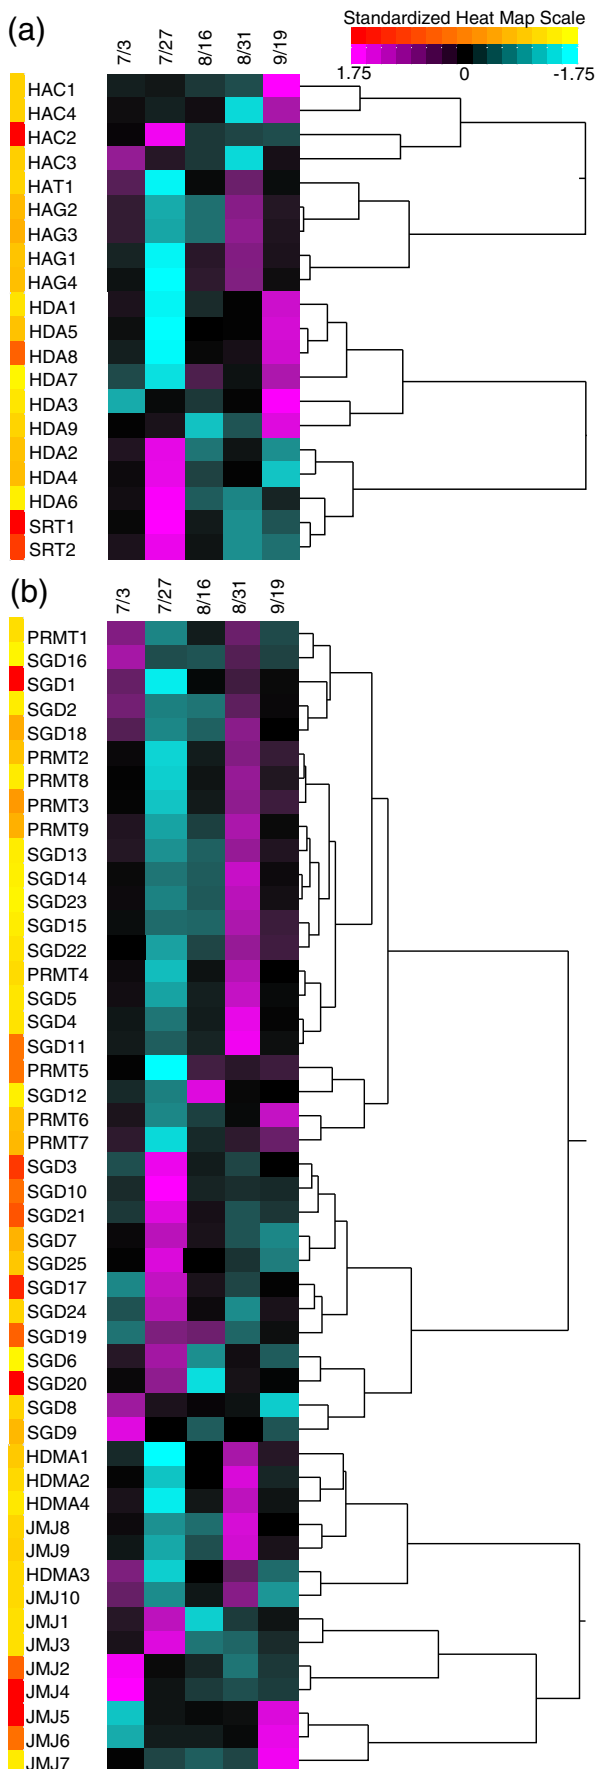 (a)
Standardized Heat Map Scale
1.75 0 -1.75
7/3 7/27 8/16 8/31 9/19
HAC1
HAC4
HAC2
HAC3
HAT1
HAG2
HAG3
HAG1
HAG4
HDA1
HDA5
HDA8
HDA7
HDA3
HDA9
HDA2
HDA4
HDA6
SRT1
SRT2
(b)
7/3 7/27 8/16 8/31 9/19
PRMT1
SGD16
SGD1
SGD2
SGD18
PRMT2
PRMT8
PRMT3
PRMT9
SGD13
SGD14
SGD23
SGD15
SGD22
PRMT4
SGD5
SGD4
SGD11
PRMT5
SGD12
PRMT6
PRMT7
SGD3
SGD10
SGD21
SGD7
SGD25
SGD17
SGD24
SGD19
SGD6
SGD20
SGD8
SGD9
HDMA1
HDMA2
HDMA4
JMJ8
JMJ9
HDMA3
JMJ10
JMJ1
JMJ3
JMJ2
JMJ4
JMJ5
JMJ6
JMJ7